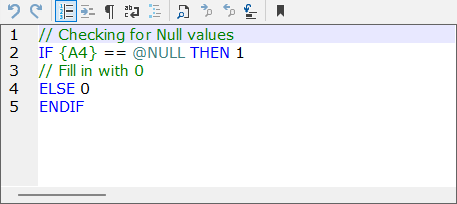 1 // Checking for Null values
2 IF {A4} == @NULL THEN 1
3 // Fill in with 0
4 ELSE 0
5 ENDIF